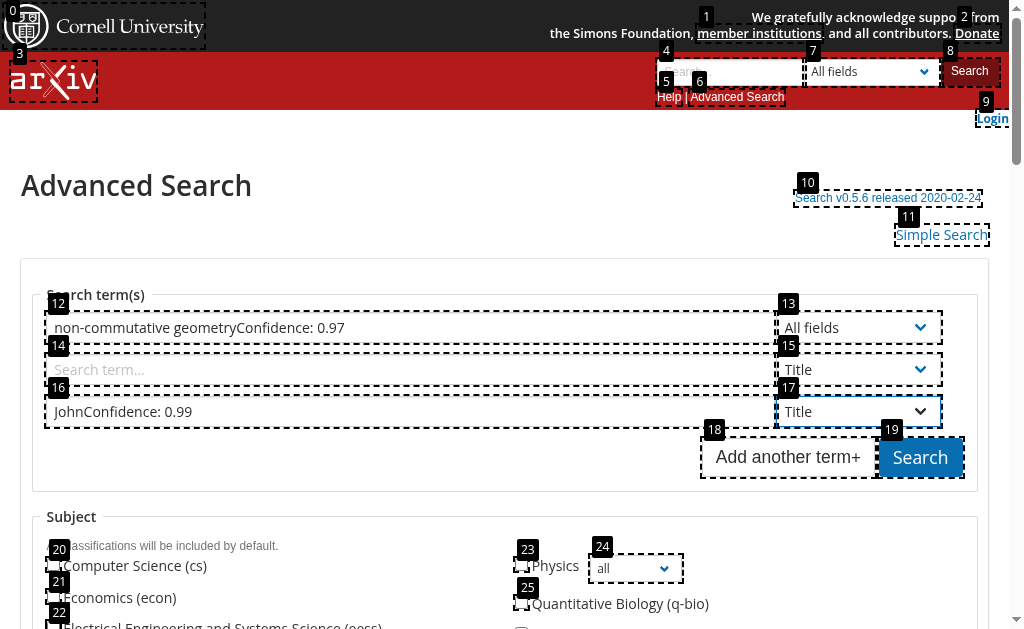 0
Cornell University
1
2
We gratefully acknowledge support from
the Simons Foundation, member institutions, and all contributors. Donate
3
arXiv
4
7
8
Search...
All fields
Search
5
6
Help | Advanced Search
9
Login
Advanced Search
10
Search v0.5.6 released 2020-02-24
11
Simple Search
Search term(s)
12
13
non-commutative geometryConfidence: 0.97
All fields
14
15
Search term...
Title
16
17
JohnConfidence: 0.99
Title
18
19
Add another term+
Search
Subject
classifications will be included by default.
20
23
24
Computer Science (cs)
Physics
all
21
25
Economics (econ)
Quantitative Biology (q-bio)
22
Electrical Engineering and Systems Science (eess)